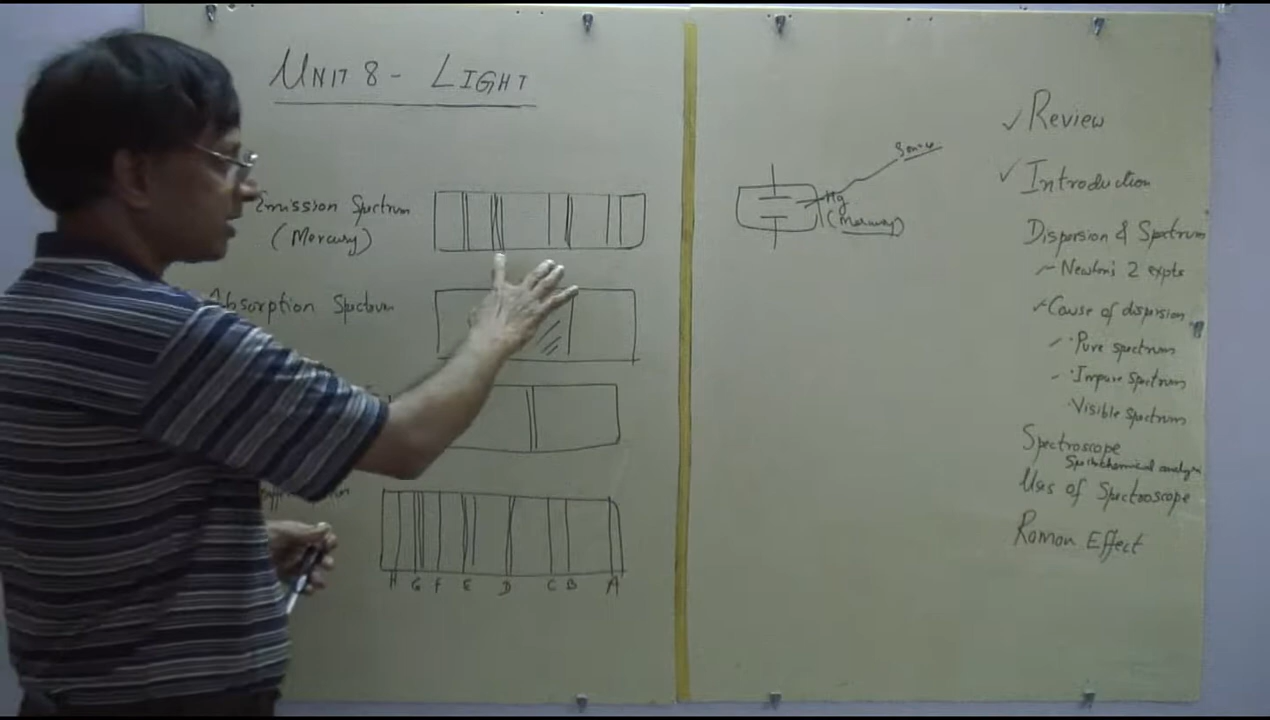 UNIT 8 - LIGHT
Emission Spectrum
(Mercury)
Absorption Spectrum
H G F E D C B A
Hg
(Mercury)
✓ Review
✓ Introduction
Dispersion & Spectrum
Newton's 2 expts
Cause of dispersion
Pure spectrum
Impure spectrum
Visible spectrum
Spectroscope
Uses of Spectroscope
Raman Effect